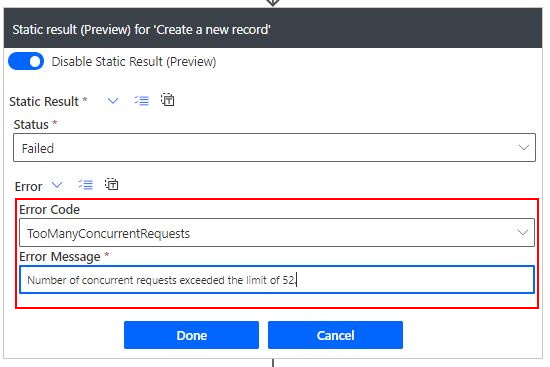 Static result (Preview) for 'Create a new record'
Disable Static Result (Preview)
Static Result *
Status *
Failed
Error
Error Code
TooManyConcurrentRequests
Error Message *
Number of concurrent requests exceeded the limit of 52.
Done Cancel